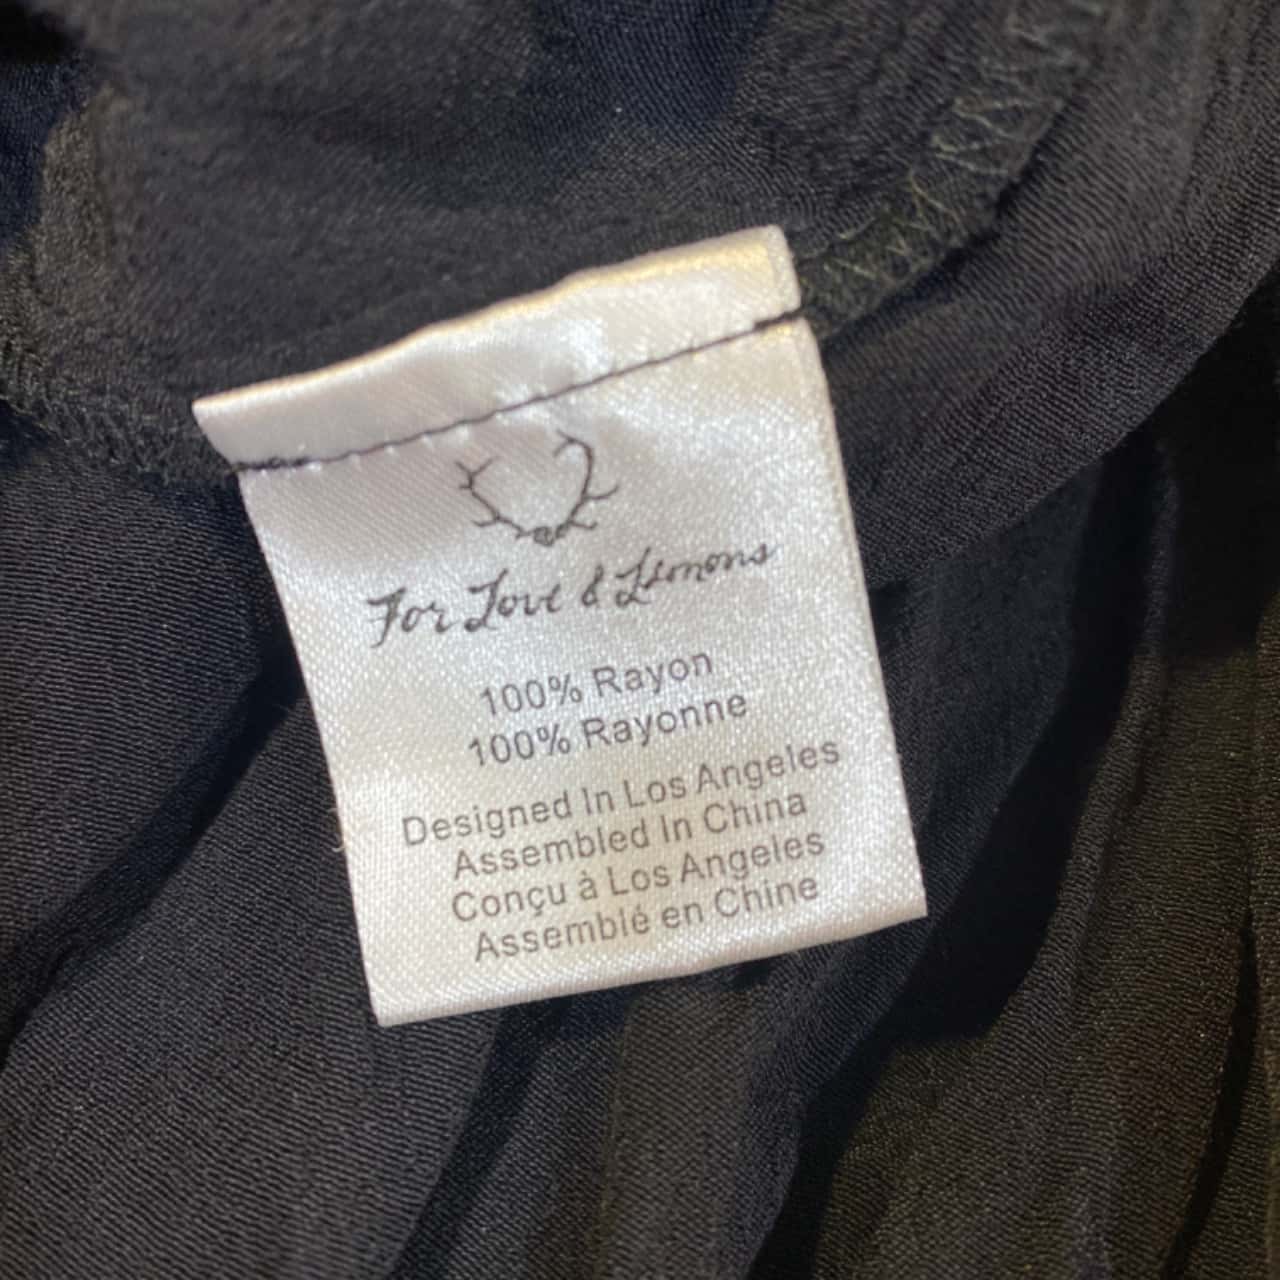 For Love & Lemons
100% Rayon
100% Rayonne
Designed In Los Angeles
Assembled In China
Conçu à Los Angeles
Assemblé en Chine